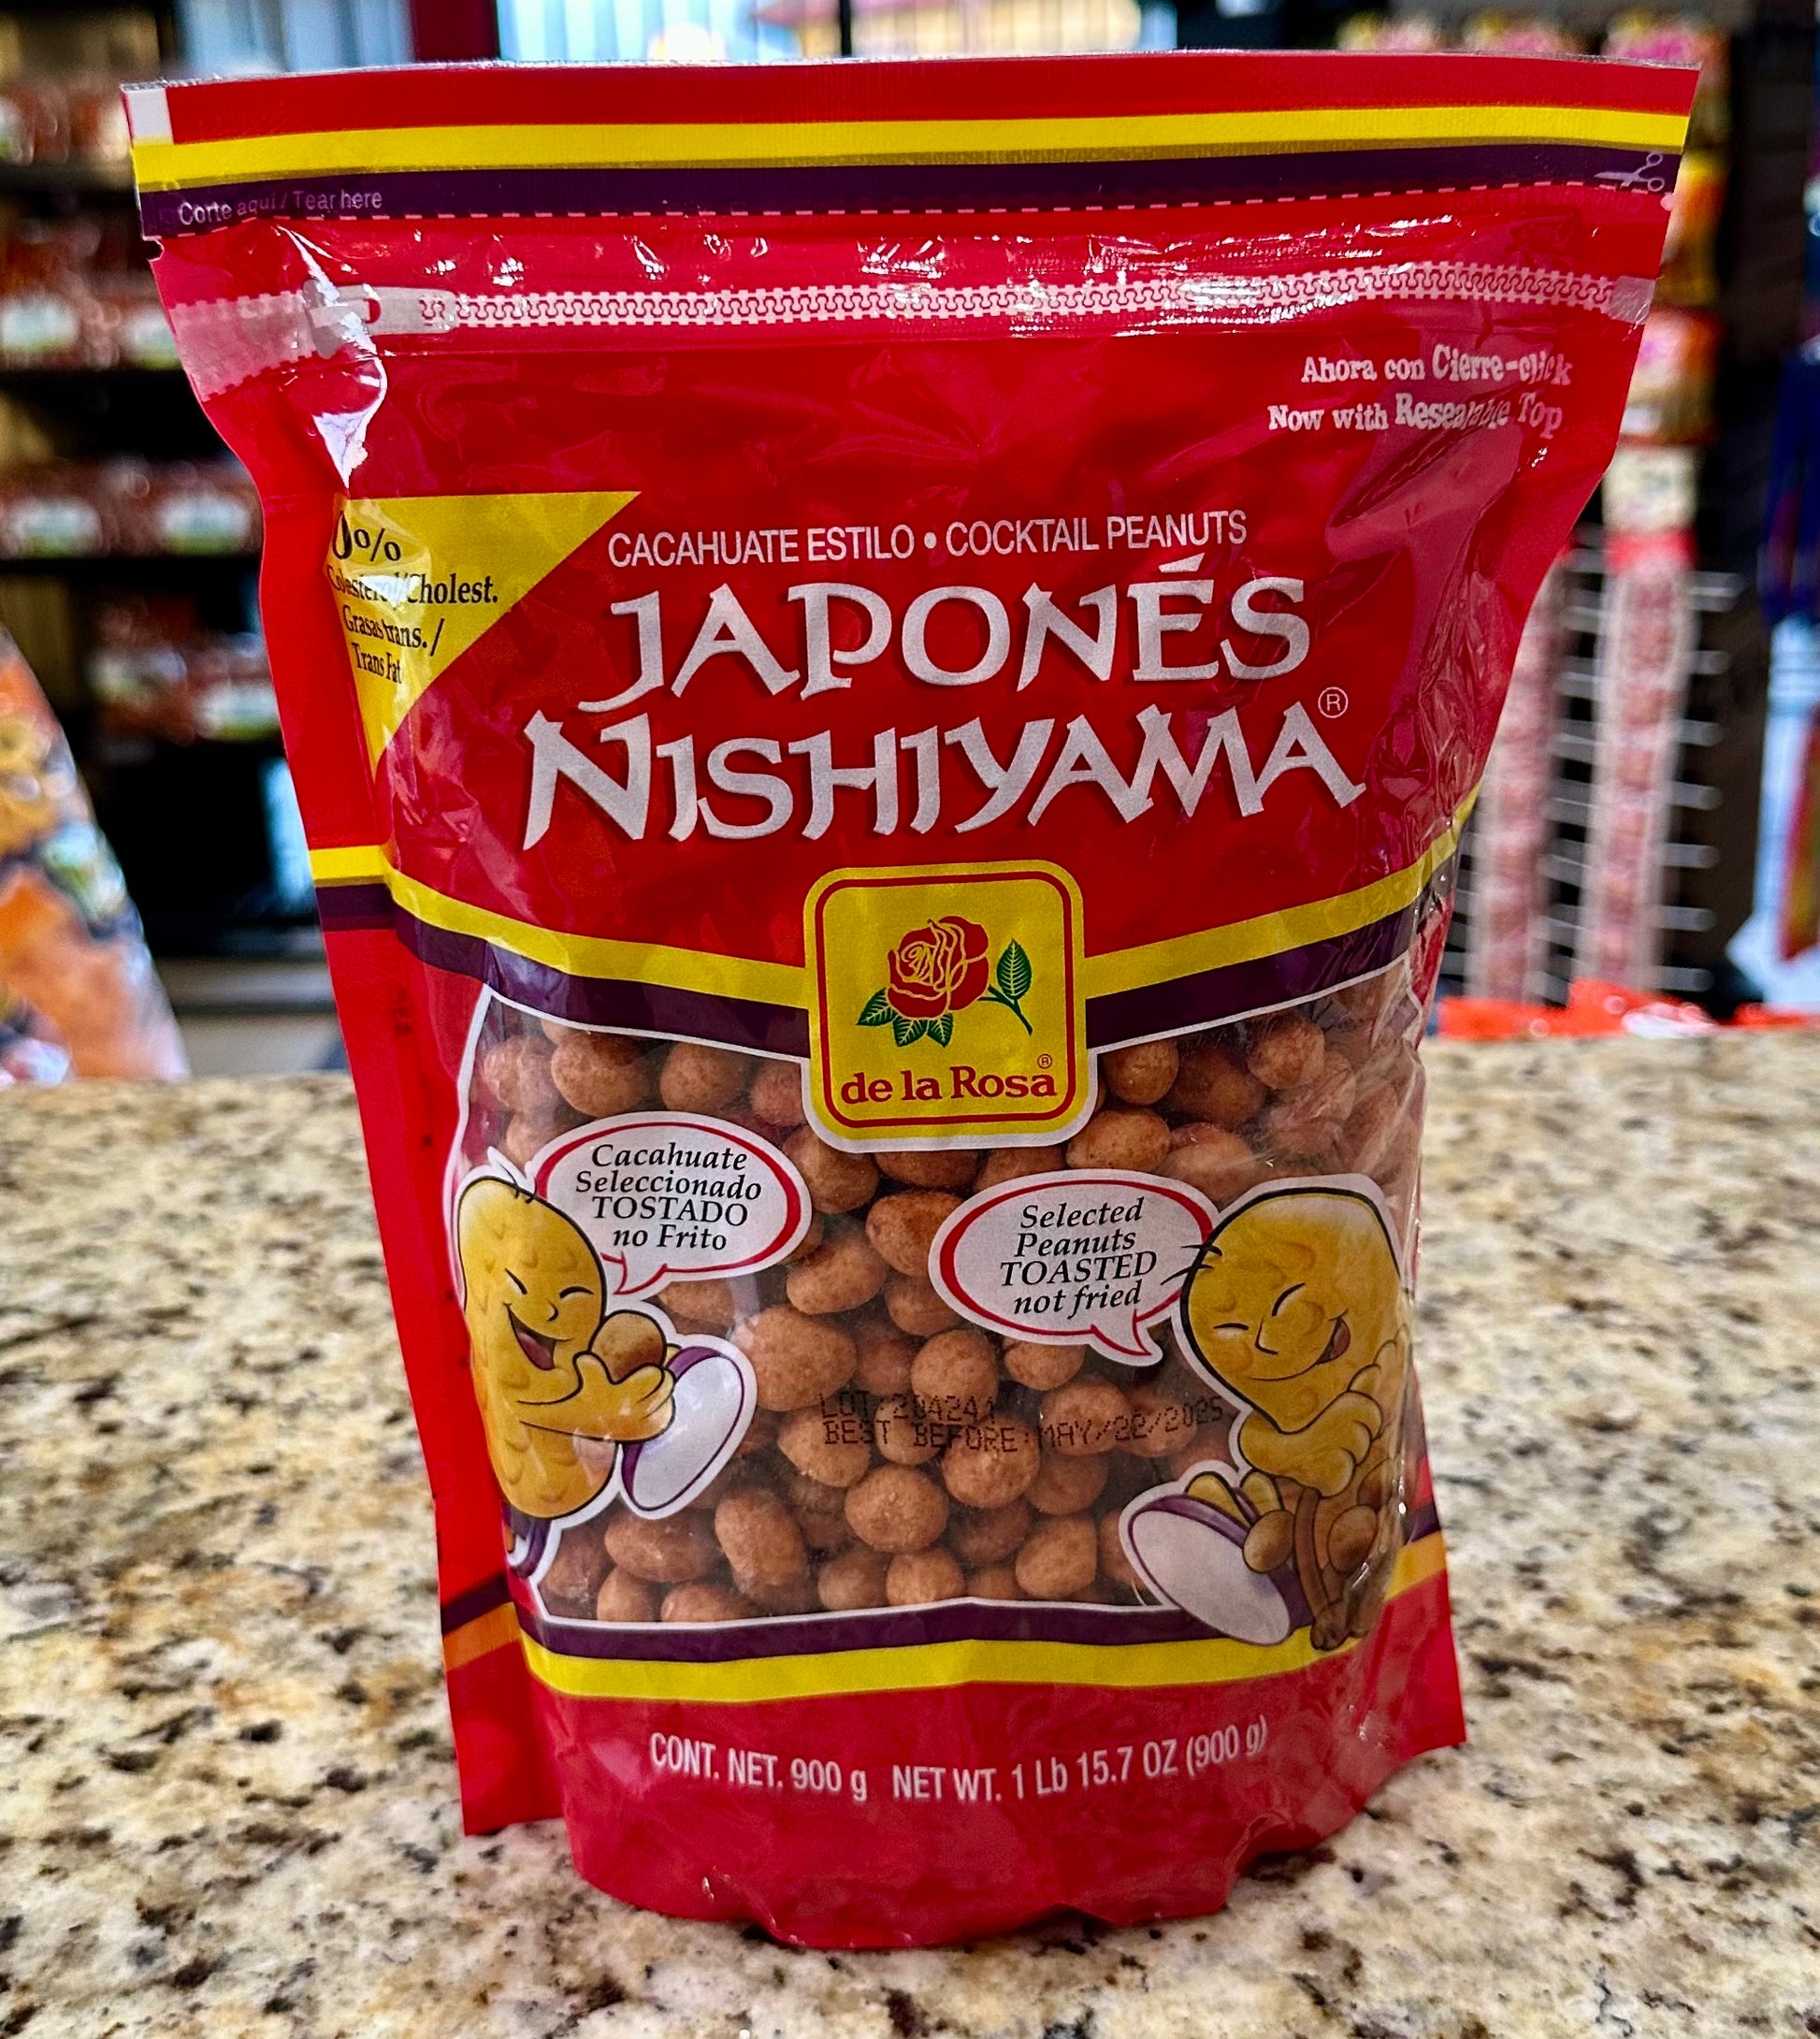 Corte aquí / Tear here
Ahora con Cierre-click
Now with Resealable Top
0%
Colesterol/Cholest.
Grasas trans./
Trans Fat
CACAHUATE ESTILO • COCKTAIL PEANUTS
JAPONÉS
NISHIYAMA®
de la Rosa®
Cacahuate
Seleccionado
TOSTADO
no Frito
Selected
Peanuts
TOASTED
not fried
LOT:204241
BEST BEFORE:MAY/22/2025
CONT. NET. 900 g NET WT. 1 Lb 15.7 OZ (900 g)